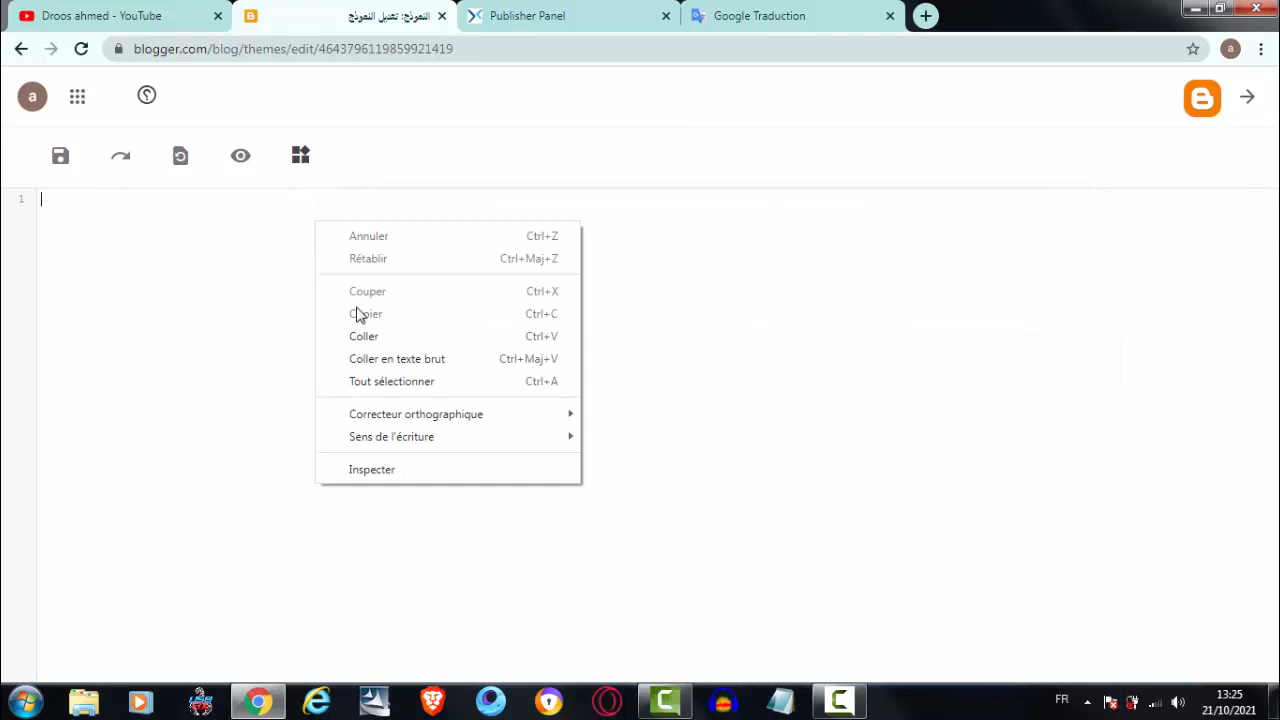 Droos ahmed - YouTube
النموذج: تعديل النموذج
Publisher Panel
Google Traduction
blogger.com/blog/themes/edit/4643796119859921419
a
a
1
Annuler Ctrl+Z
Rétablir Ctrl+Maj+Z
Couper Ctrl+X
Copier Ctrl+C
Coller Ctrl+V
Coller en texte brut Ctrl+Maj+V
Tout sélectionner Ctrl+A
Correcteur orthographique
Sens de l'écriture
Inspecter
FR
13:25
21/10/2021